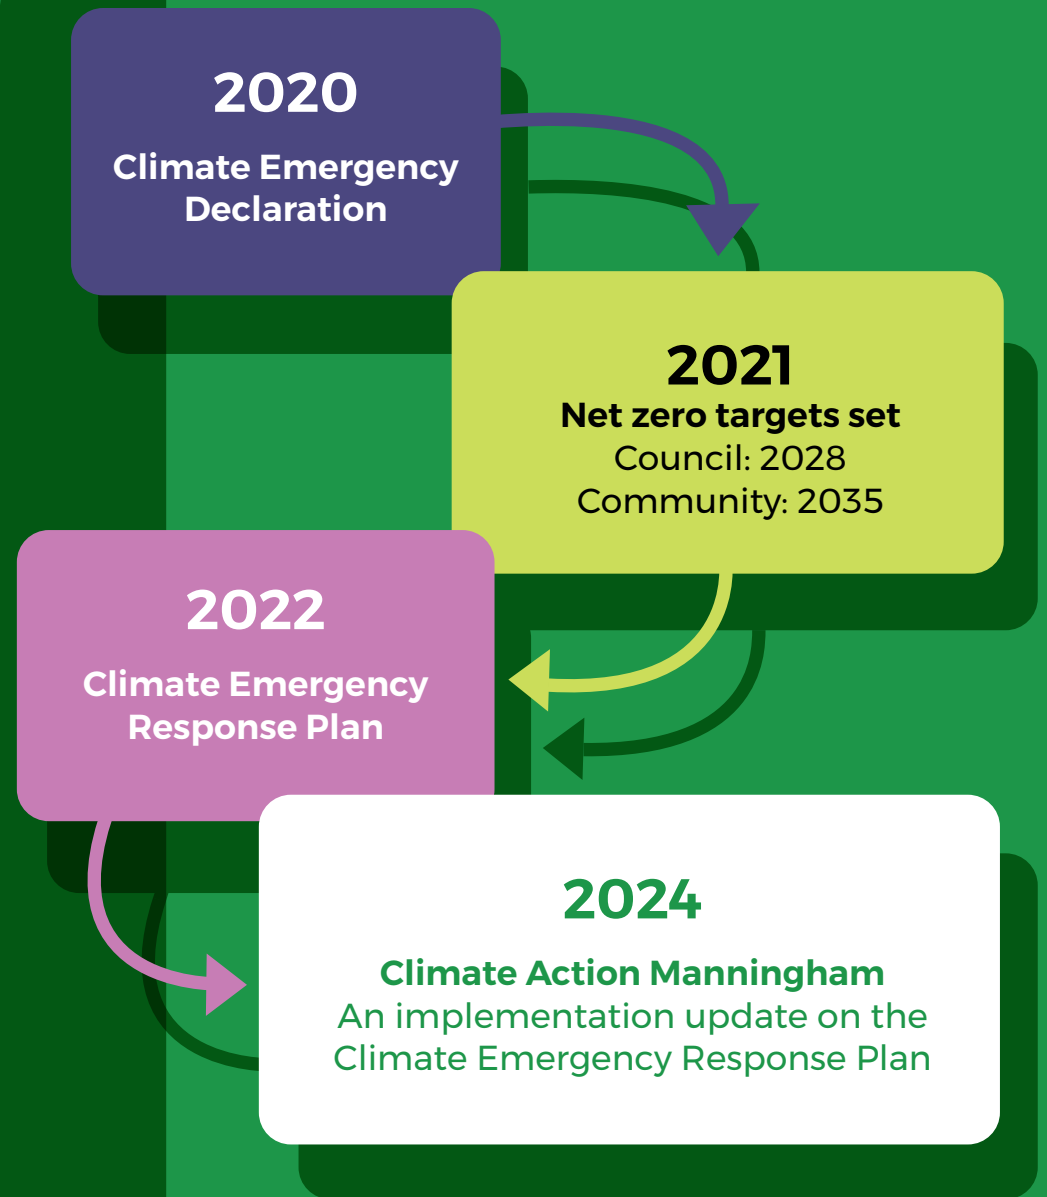 2020
Climate Emergency
Declaration
2021
Net zero targets set
Council: 2028
Community: 2035
2022
Climate Emergency
Response Plan
2024
Climate Action Manningham
An implementation update on the
Climate Emergency Response Plan